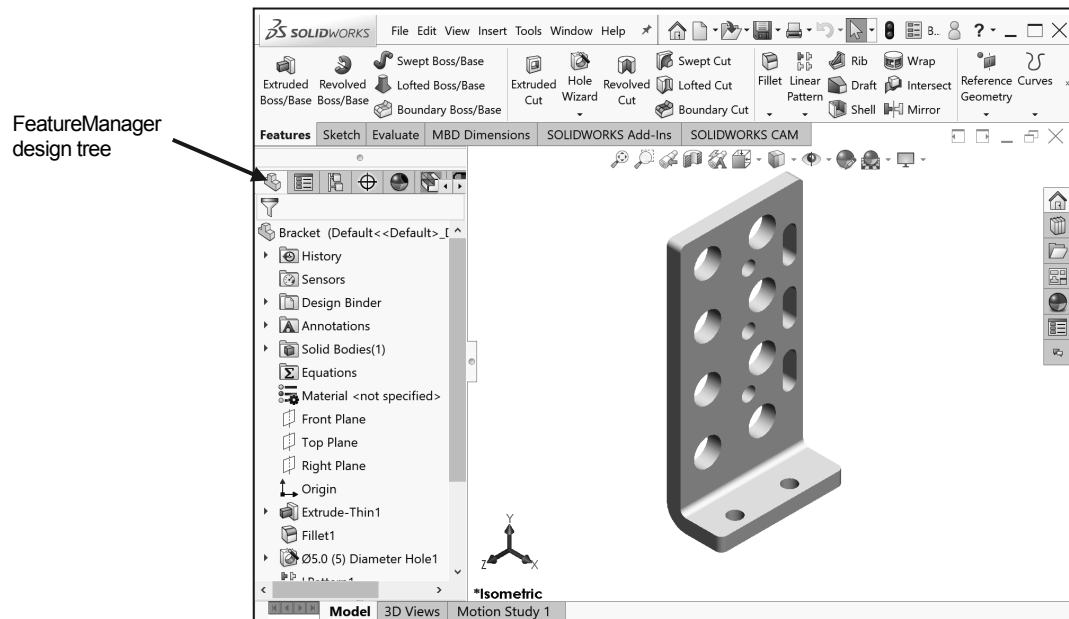 FeatureManager
design tree
SOLIDWORKS File Edit View Insert Tools Window Help B... ?
Extruded Boss/Base
Revolved Boss/Base
Swept Boss/Base
Lofted Boss/Base
Boundary Boss/Base
Extruded Cut
Hole Wizard
Revolved Cut
Swept Cut
Lofted Cut
Boundary Cut
Fillet
Linear Pattern
Rib
Draft
Shell
Wrap
Intersect
Mirror
Reference Geometry
Curves
Features Sketch Evaluate MBD Dimensions SOLIDWORKS Add-Ins SOLIDWORKS CAM
Bracket (Default<<Default>_D
History
Sensors
Design Binder
Annotations
Solid Bodies(1)
Equations
Material <not specified>
Front Plane
Top Plane
Right Plane
Origin
Extrude-Thin1
Fillet1
Ø5.0 (5) Diameter Hole1
Y
Z X
*Isometric
Model 3D Views Motion Study 1